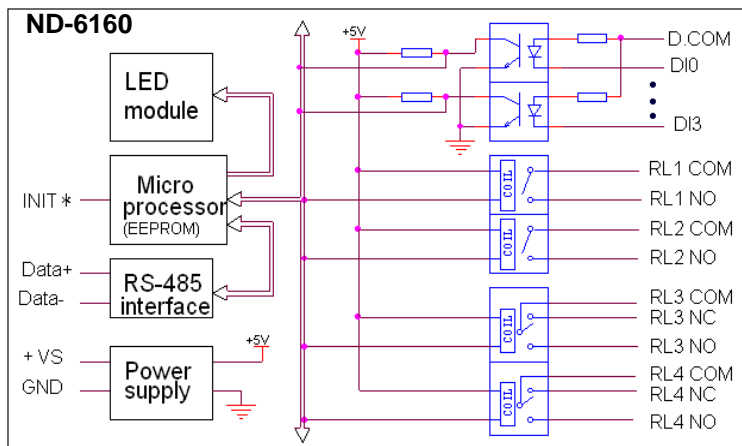 ND-6160
+5V
D.COM
DI0
DI3
LED
module
INIT *
Micro
processor
(EEPROM)
Data+
Data-
RS-485
interface
+VS
GND
Power
supply
+5V
COIL
RL1 COM
RL1 NO
COIL
RL2 COM
RL2 NO
COIL
RL3 COM
RL3 NC
RL3 NO
COIL
RL4 COM
RL4 NC
RL4 NO